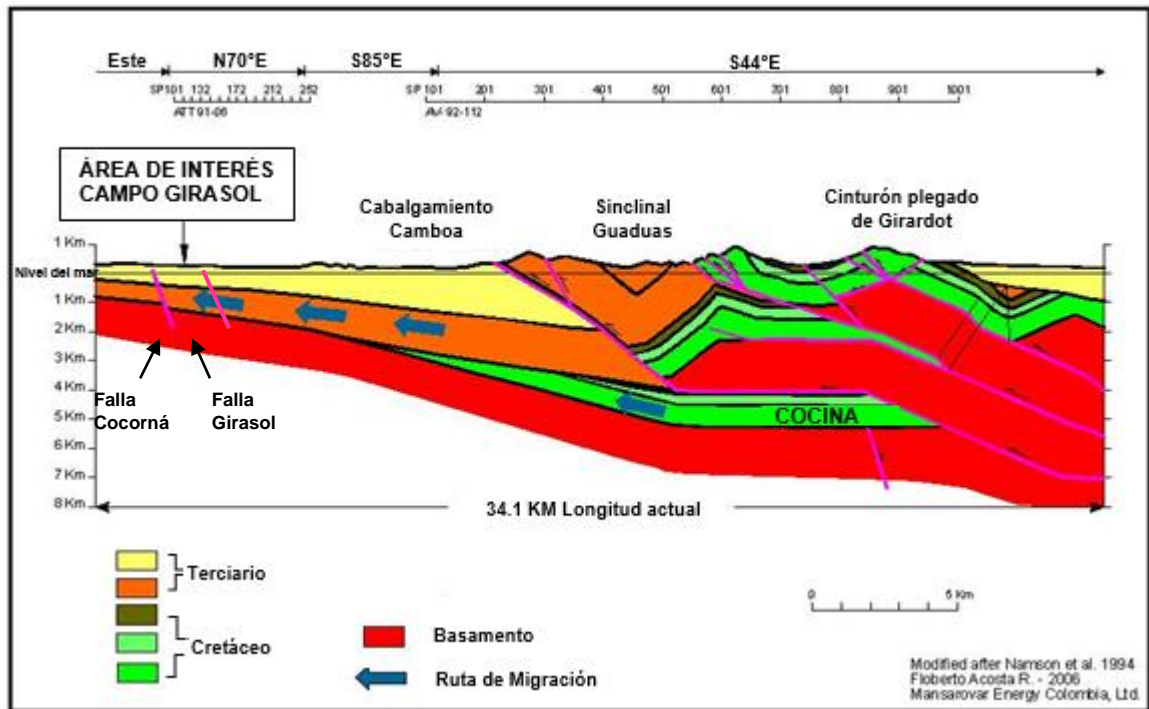 Este N70°E S85°E S44°E
SP101 132 172 212 252
ATT 91-06
SP 101 201 301 401 501 601 701 801 901 1001
AV-92-112
ÁREA DE INTERÉS
CAMPO GIRASOL
Cabalgamiento
Camboa
Sinclinal
Guaduas
Cinturón plegado
de Girardot
1 Km
Nivel del mar
1 Km
2 Km
3 Km
4 Km
5 Km
6 Km
7 Km
8 Km
Falla
Cocorná
Falla
Girasol
COCINA
34.1 KM Longitud actual
Terciario
Cretáceo
Basamento
Ruta de Migración
0 5 Km
Modified after Namson et al. 1994
Floberto Acosta R. - 2006
Mansarovar Energy Colombia, Ltd.